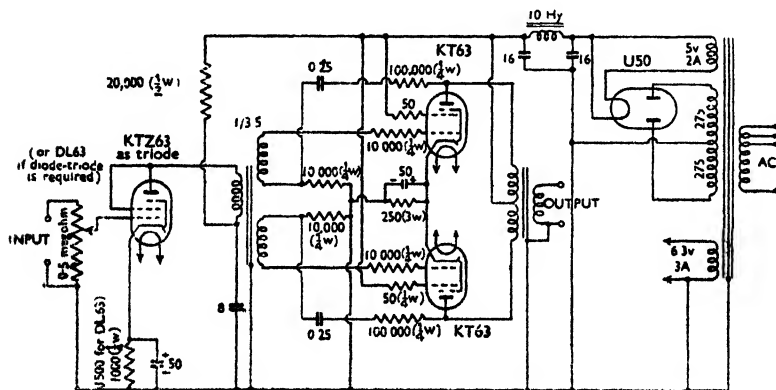 10 Hy
KT63
U50
5v
2A
16
16
0 25
100,000 (¼w)
20,000 (½w)
50
275
275
1/3 5
KTZ63
as triode
(or DL63
if diode-triode
is required)
10 000(¼w)
10 000(¼w)
50
250(3w)
AC
OUTPUT
INPUT
0·5 megohm
10,000
(¼w)
10 000(¼w)
6 3v
3A
8
50(¼w)
KT63
0 25
100 000(¼w)
1000(½w)
50